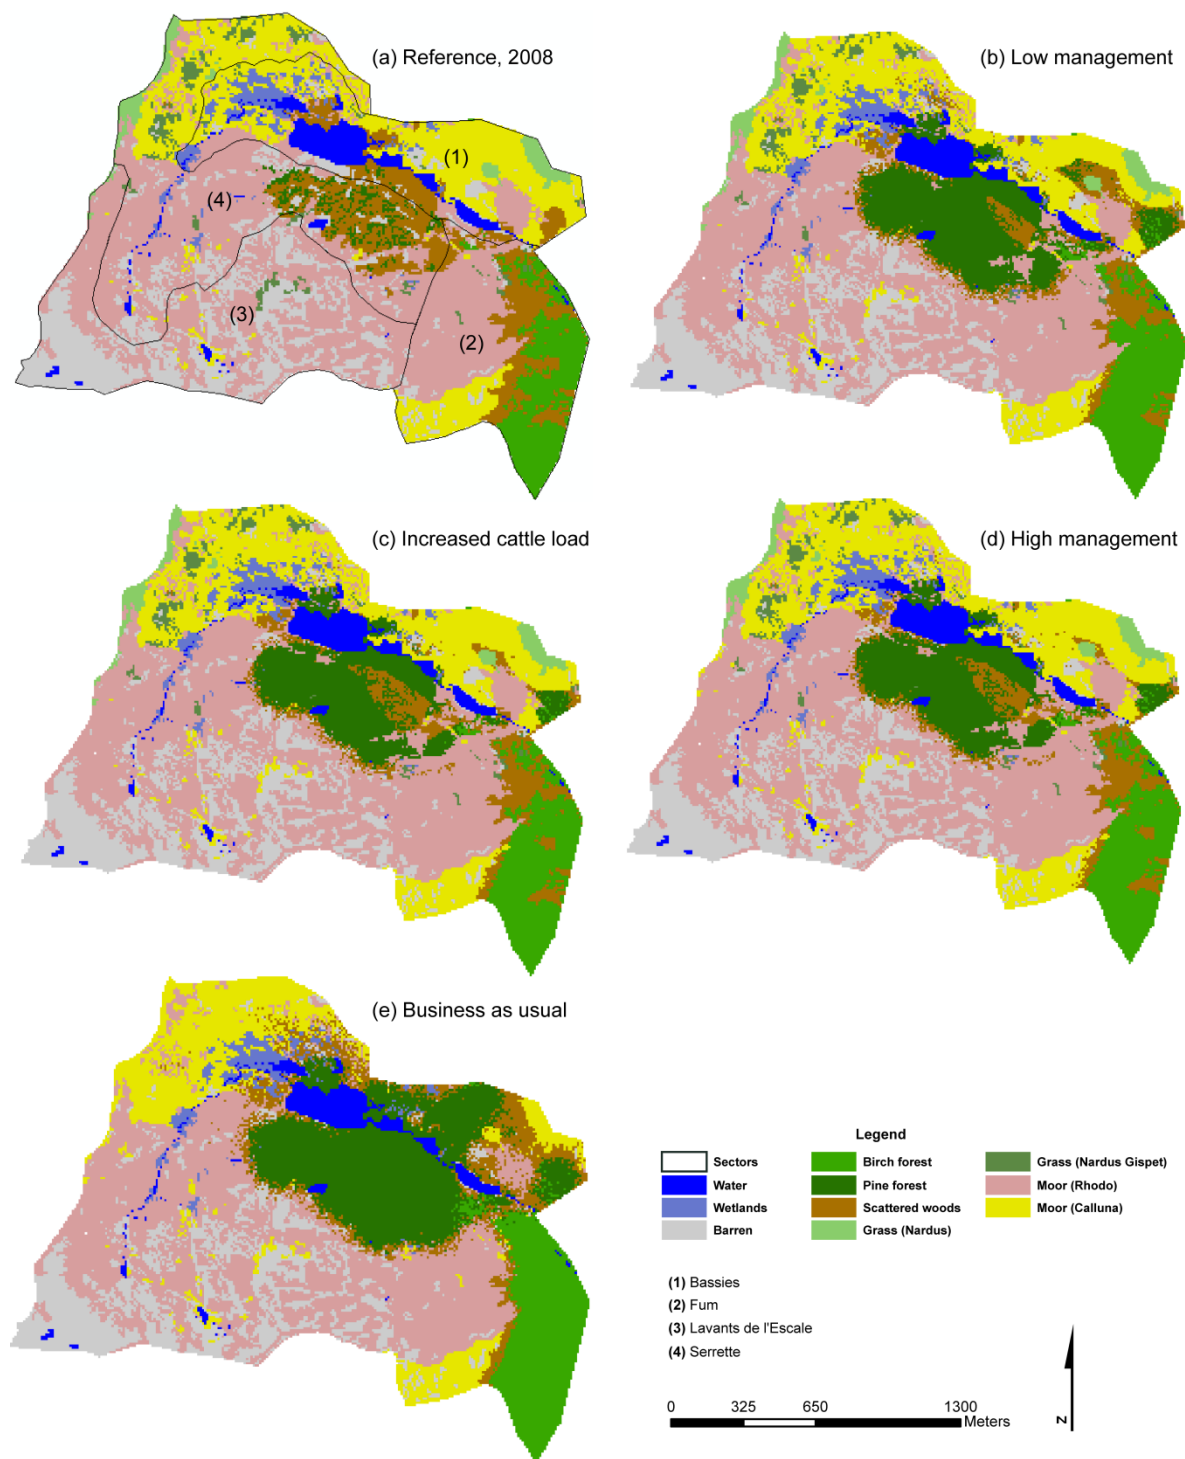 (a) Reference, 2008
(b) Low management
(1)
(4)
(3)
(2)
(c) Increased cattle load
(d) High management
(e) Business as usual
Legend
Sectors
Birch forest
Grass (Nardus Gispet)
Water
Pine forest
Moor (Rhodo)
Wetlands
Scattered woods
Moor (Calluna)
Barren
Grass (Nardus)
(1) Bassies
(2) Fum
(3) Lavants de l'Escale
(4) Serrette
0 325 650 1300
Meters
N